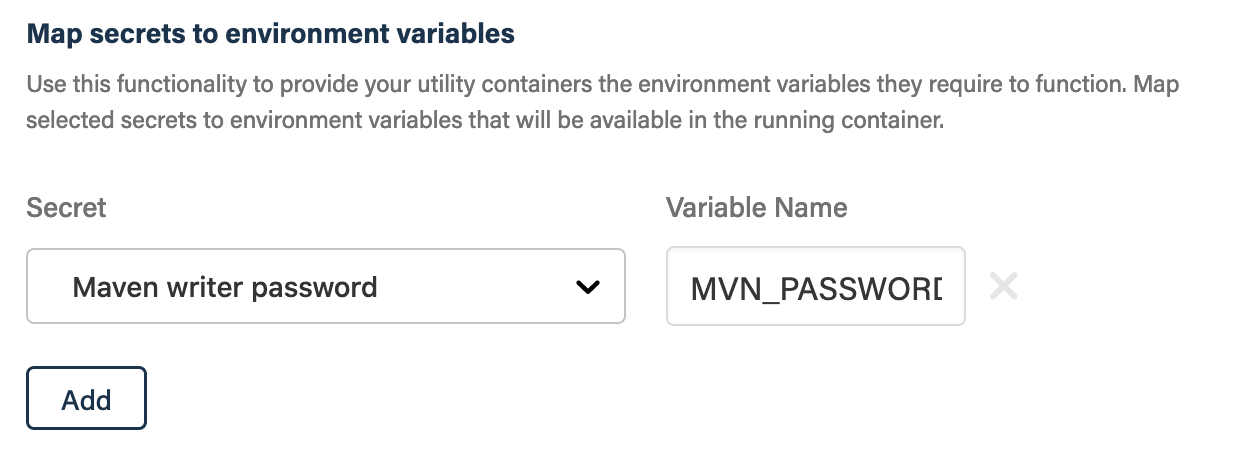 Map secrets to environment variables
Use this functionality to provide your utility containers the environment variables they require to function. Map
selected secrets to environment variables that will be available in the running container.
Secret
Variable Name
Maven writer password
MVN_PASSWORD
Add